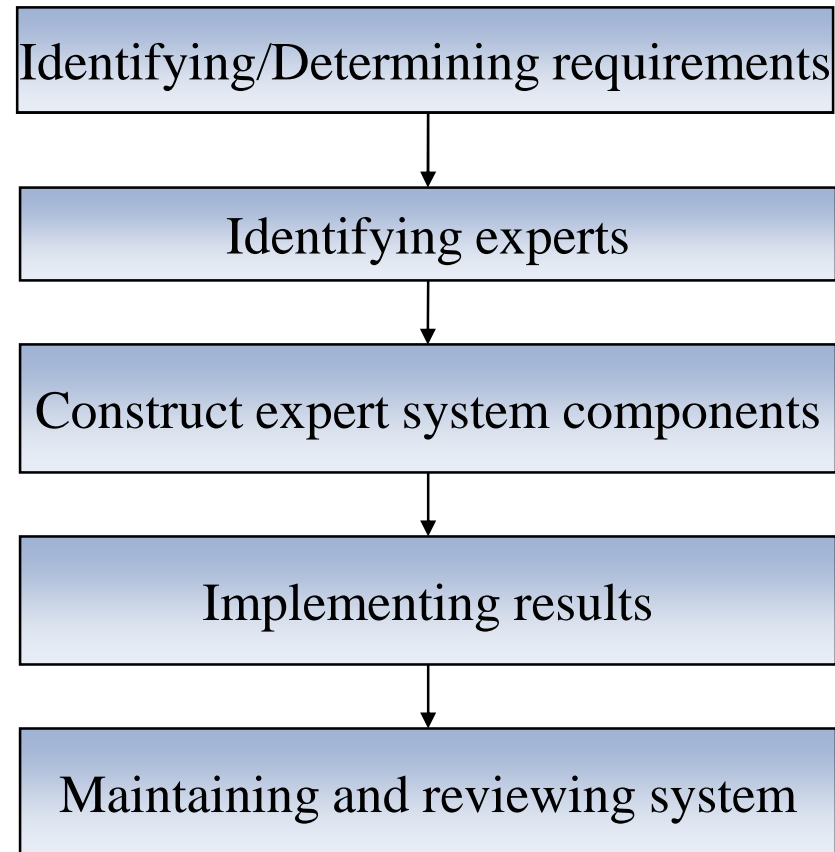 Identifying/Determining requirements
Identifying experts
Construct expert system components
Implementing results
Maintaining and reviewing system